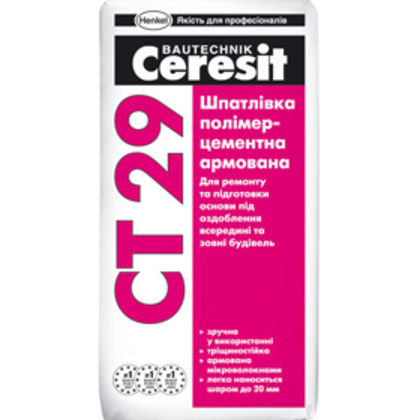 Henkel
Якість для професіоналів
BAUTECHNIK
Ceresit
CT 29
Шпатлівка
полімер-
цементна
армована
Для ремонту
та підготовки
основи під
оздоблення
всередині та
зовні будівель
зручна
у використанні
тріщиностійка
армована
мікроволокнами
легко наноситься
шаром до 20 мм